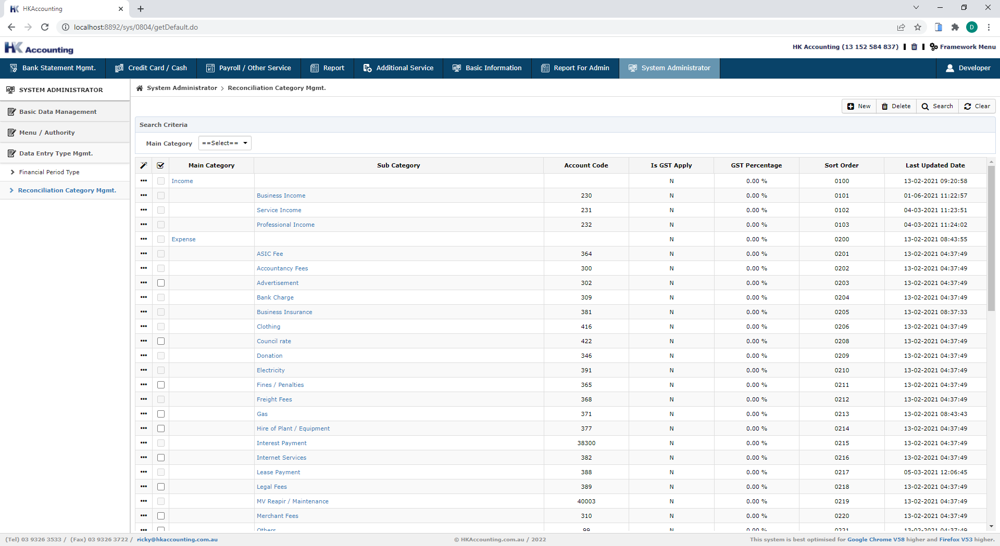 HKAccounting
localhost:8892/sys/0804/getDefault.do
D
HK Accounting
HK Accounting (13 152 584 837)
Framework Menu
Bank Statement Mgmt.
Credit Card / Cash
Payroll / Other Service
Report
Additional Service
Basic Information
Report For Admin
System Administrator
Developer
SYSTEM ADMINISTRATOR
Basic Data Management
Menu / Authority
Data Entry Type Mgmt.
Financial Period Type
Reconciliation Category Mgmt.
System Administrator > Reconciliation Category Mgmt.
New
Delete
Search
Clear
Search Criteria
Main Category ==Select==
Main Category Sub Category Account Code Is GST Apply GST Percentage Sort Order Last Updated Date
Income N 0.00 % 0100 13-02-2021 09:20:58
Business Income 230 N 0.00 % 0101 01-06-2021 11:22:57
Service Income 231 N 0.00 % 0102 04-03-2021 11:23:51
Professional Income 232 N 0.00 % 0103 04-03-2021 11:24:02
Expense N 0.00 % 0200 13-02-2021 08:43:55
ASIC Fee 364 N 0.00 % 0201 13-02-2021 04:37:49
Accountancy Fees 300 N 0.00 % 0202 13-02-2021 04:37:49
Advertisement 302 N 0.00 % 0203 13-02-2021 04:37:49
Bank Charge 309 N 0.00 % 0204 13-02-2021 04:37:49
Business Insurance 381 N 0.00 % 0205 13-02-2021 08:37:33
Clothing 416 N 0.00 % 0206 13-02-2021 04:37:49
Council rate 422 N 0.00 % 0208 13-02-2021 04:37:49
Donation 346 N 0.00 % 0209 13-02-2021 04:37:49
Electricity 391 N 0.00 % 0210 13-02-2021 04:37:49
Fines / Penalties 365 N 0.00 % 0211 13-02-2021 04:37:49
Freight Fees 368 N 0.00 % 0212 13-02-2021 04:37:49
Gas 371 N 0.00 % 0213 13-02-2021 08:43:43
Hire of Plant / Equipment 377 N 0.00 % 0214 13-02-2021 04:37:49
Interest Payment 38300 N 0.00 % 0215 13-02-2021 04:37:49
Internet Services 382 N 0.00 % 0216 13-02-2021 04:37:49
Lease Payment 388 N 0.00 % 0217 05-03-2021 12:06:45
Legal Fees 389 N 0.00 % 0218 13-02-2021 04:37:49
MV Reapir / Maintenance 40003 N 0.00 % 0219 13-02-2021 04:37:49
Merchant Fees 310 N 0.00 % 0220 13-02-2021 04:37:49
Others 99 N 0.00 % 0221 13-02-2021 04:37:49
(Tel) 03 9326 3533 / (Fax) 03 9326 3722 / ricky@hkaccounting.com.au
© HKAccounting.com.au / 2022
This system is best optimised for Google Chrome V58 higher and Firefox V53 higher.